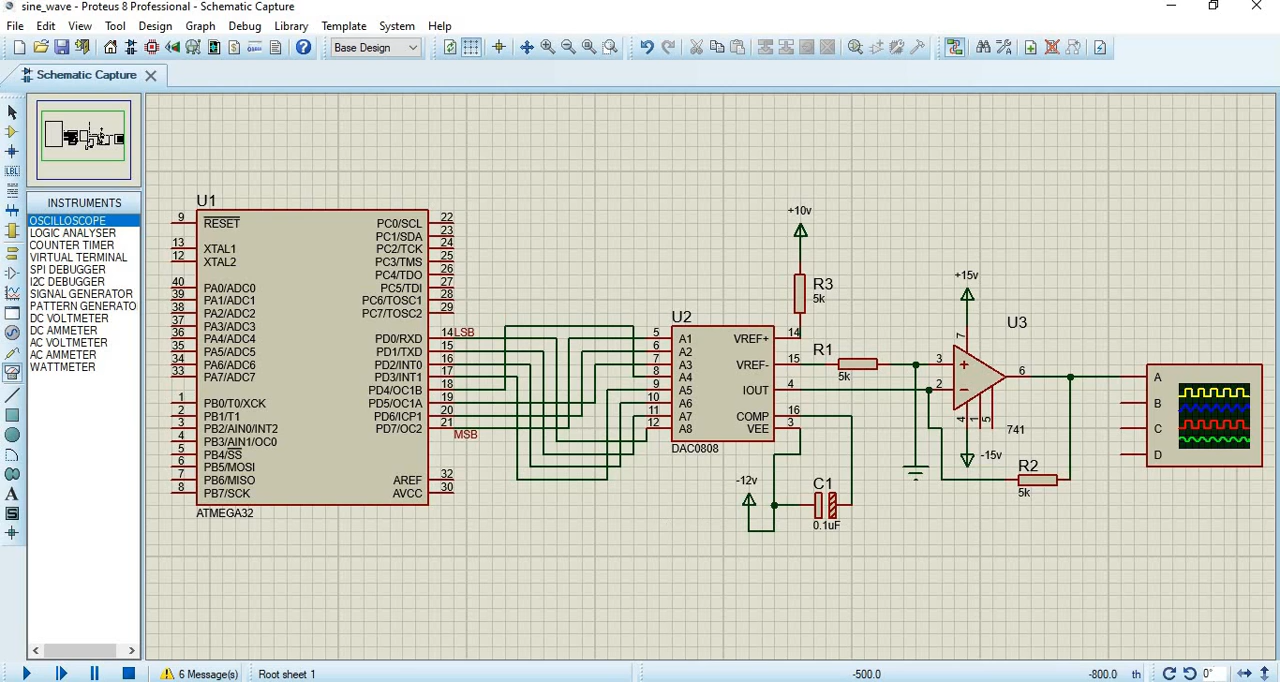 sine_wave - Proteus 8 Professional - Schematic Capture
File Edit View Tool Design Graph Debug Library Template System Help
Base Design
Schematic Capture
INSTRUMENTS
OSCILLOSCOPE
LOGIC ANALYSER
COUNTER TIMER
VIRTUAL TERMINAL
SPI DEBUGGER
I2C DEBUGGER
SIGNAL GENERATOR
PATTERN GENERATO
DC VOLTMETER
DC AMMETER
AC VOLTMETER
AC AMMETER
WATTMETER
LBL
A
S
U1
9 RESET PC0/SCL 22
PC1/SDA 23
13 XTAL1 PC2/TCK 24
12 XTAL2 PC3/TMS 25
PC4/TDO 26
40 PA0/ADC0 PC5/TDI 27
39 PA1/ADC1 PC6/TOSC1 28
38 PA2/ADC2 PC7/TOSC2 29
37 PA3/ADC3
36 PA4/ADC4 PD0/RXD 14 LSB
35 PA5/ADC5 PD1/TXD 15
34 PA6/ADC6 PD2/INT0 16
33 PA7/ADC7 PD3/INT1 17
PD4/OC1B 18
1 PB0/T0/XCK PD5/OC1A 19
2 PB1/T1 PD6/ICP1 20
3 PB2/AIN0/INT2 PD7/OC2 21
MSB
4 PB3/AIN1/OC0
5 PB4/SS
6 PB5/MOSI
7 PB6/MISO AREF 32
8 PB7/SCK AVCC 30
ATMEGA32
U2
5 A1 VREF+ 14
6 A2
7 A3 VREF- 15
8 A4
9 A5 IOUT 4
10 A6
11 A7 COMP 16
12 A8 VEE 3
DAC0808
+10v
R3
5k
R1
5k
-12v
C1
0.1uF
+15v
U3
7
3
2 6
4 1 5
741
-15v
R2
5k
A
B
C
D
6 Message(s) Root sheet 1 -500.0 -800.0 th 0°